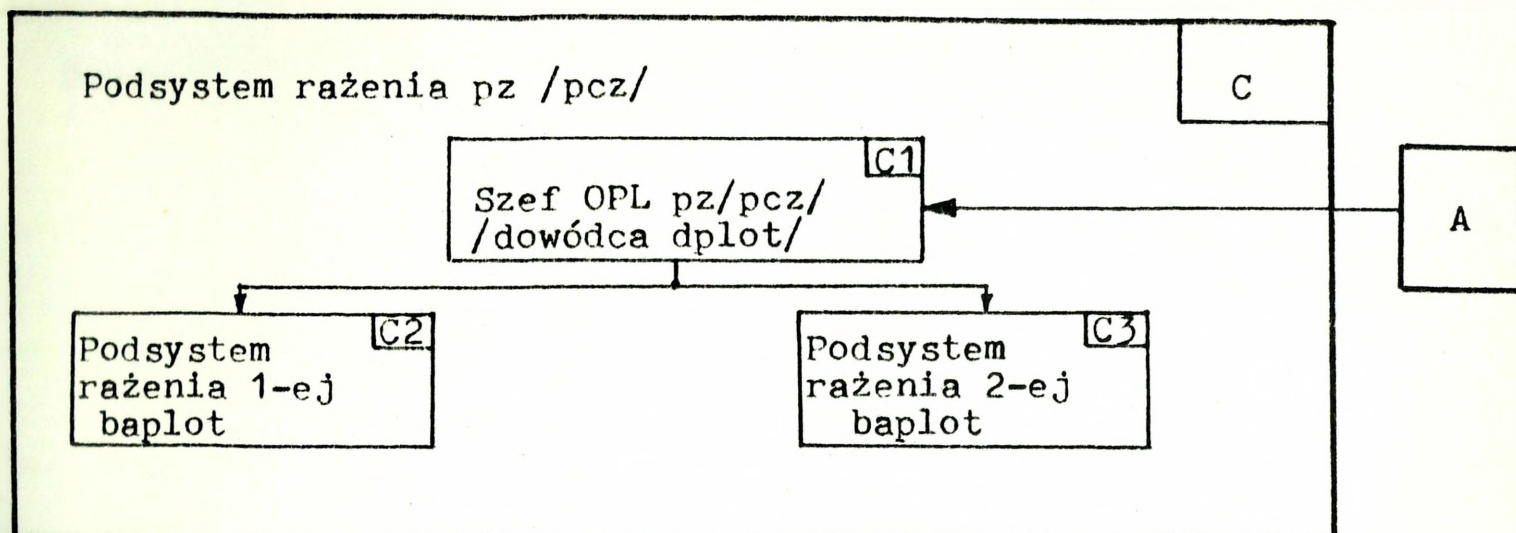 Podsystem rażenia pz /pcz/
C
C1
Szef OPL pz/pcz/
/dowódca dplot/
A
C2
Podsystem
rażenia 1-ej
baplot
C3
Podsystem
rażenia 2-ej
baplot